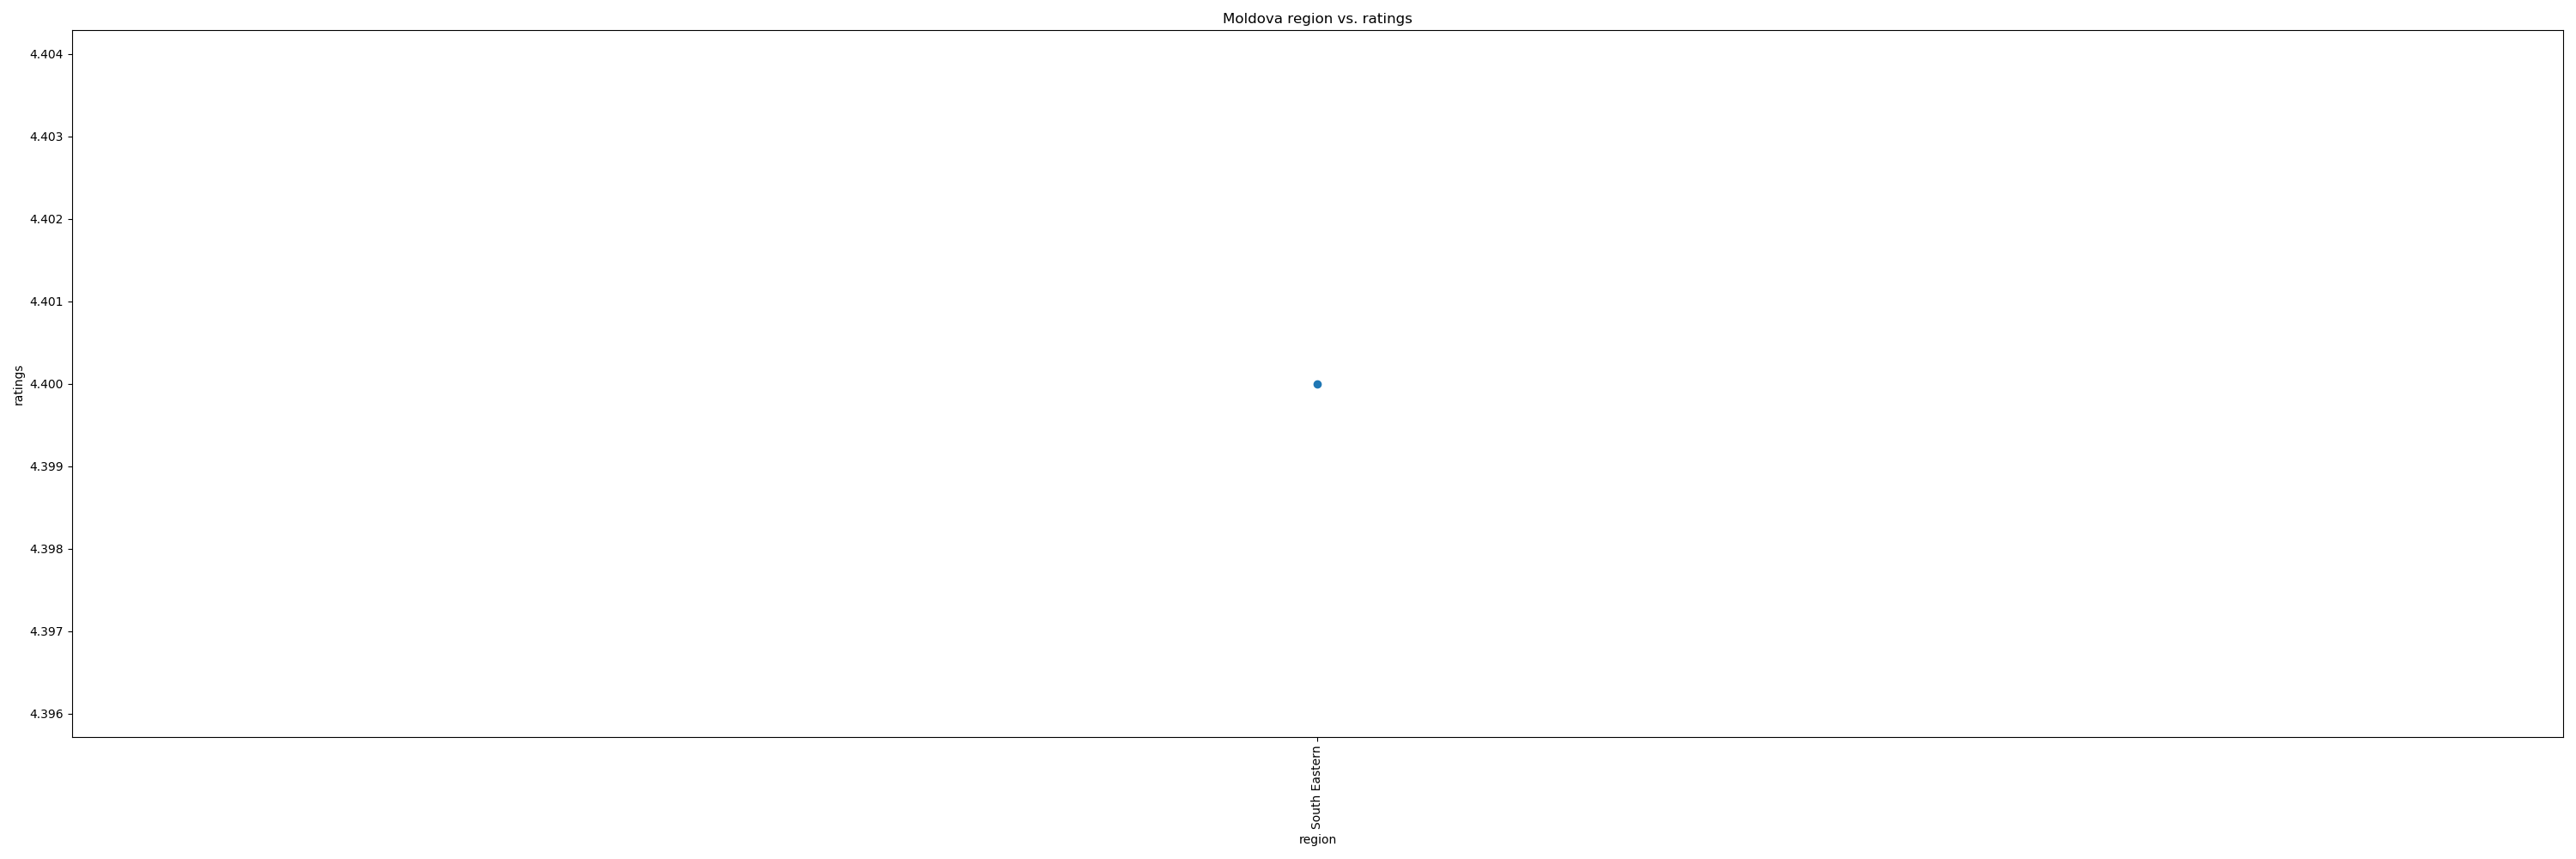 Moldova region vs. ratings
4.404
4.403
4.402
4.401
4.400
4.399
4.398
4.397
4.396
ratings
South Eastern
region